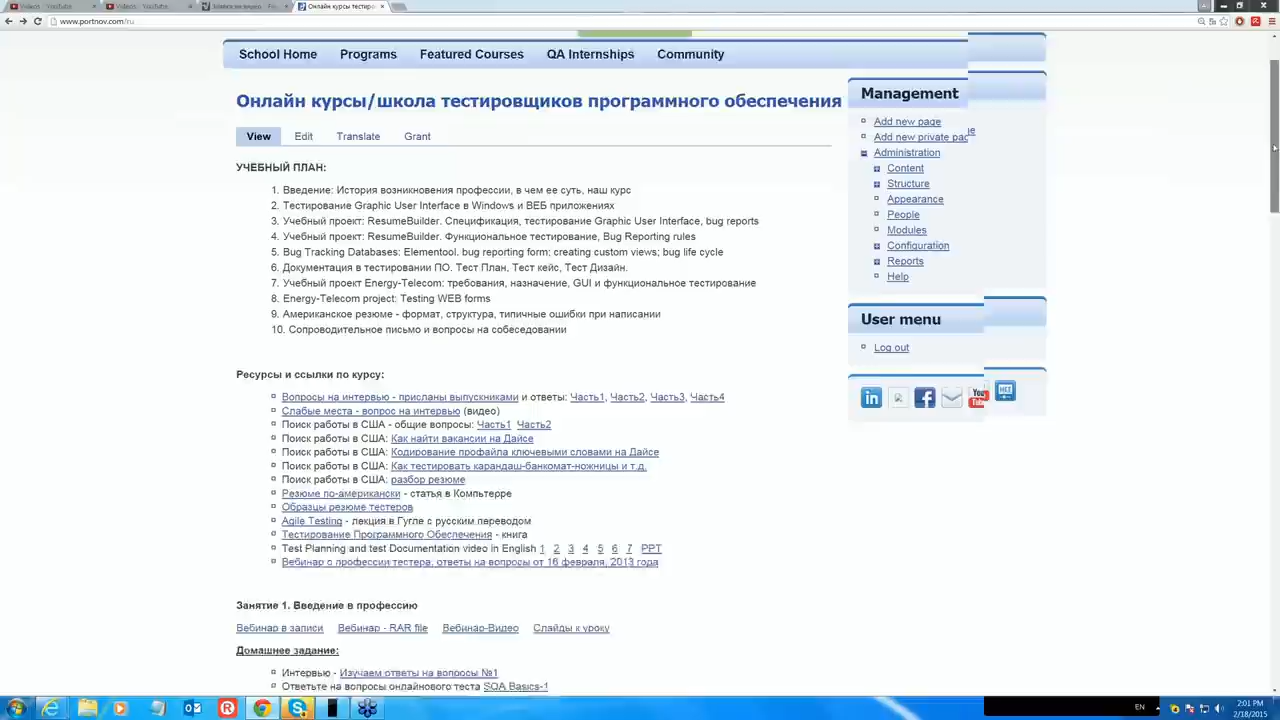 Videos - YouTube
Videos - YouTube
Онлайн курсы тестиро
www.portnov.com/ru
School Home Programs Featured Courses QA Internships Community
Онлайн курсы/школа тестировщиков программного обеспечения
View Edit Translate Grant
УЧЕБНЫЙ ПЛАН:
1. Введение: История возникновения профессии, в чем ее суть, наш курс
2. Тестирование Graphic User Interface в Windows и ВЕБ приложениях
3. Учебный проект: ResumeBuilder. Спецификация, тестирование Graphic User Interface, bug reports
4. Учебный проект: ResumeBuilder. Функциональное тестирование, Bug Reporting rules
5. Bug Tracking Databases: Elementool, bug reporting form; creating custom views; bug life cycle
6. Документация в тестировании ПО. Тест План, Тест кейс, Тест Дизайн.
7. Учебный проект Energy-Telecom: требования, назначение, GUI и функциональное тестирование
8. Energy-Telecom project: Testing WEB forms
9. Американское резюме - формат, структура, типичные ошибки при написании
10. Сопроводительное письмо и вопросы на собеседовании
Ресурсы и ссылки по курсу:
Вопросы на интервью - присланы выпускниками и ответы: Часть1, Часть2, Часть3, Часть4
Слабые места - вопрос на интервью (видео)
Поиск работы в США - общие вопросы: Часть1 Часть2
Поиск работы в США: Как найти вакансии на Дайсе
Поиск работы в США: Кодирование профайла ключевыми словами на Дайсе
Поиск работы в США: Как тестировать карандаш-банкомат-ножницы и т.д.
Поиск работы в США: разбор резюме
Резюме по-американски - статья в Компьтерре
Образцы резюме тестеров
Agile Testing - лекция в Гугле с русским переводом
Тестирование Программного Обеспечения - книга
Test Planning and test Documentation video in English 1 2 3 4 5 6 7 PPT
Вебинар о профессии тестера, ответы на вопросы от 16 февраля, 2013 года
Занятие 1. Введение в профессию
Вебинар в записи Вебинар - RAR file Вебинар-Видео Слайды к уроку
Домашнее задание:
Интервью - Изучаем ответы на вопросы №1
Ответьте на вопросы онлайнового теста SQA Basics-1
Management
Add new page
Add new private page
Administration
Content
Structure
Appearance
People
Modules
Configuration
Reports
Help
User menu
Log out
in
f
You
EN
2:01 PM
2/18/2015